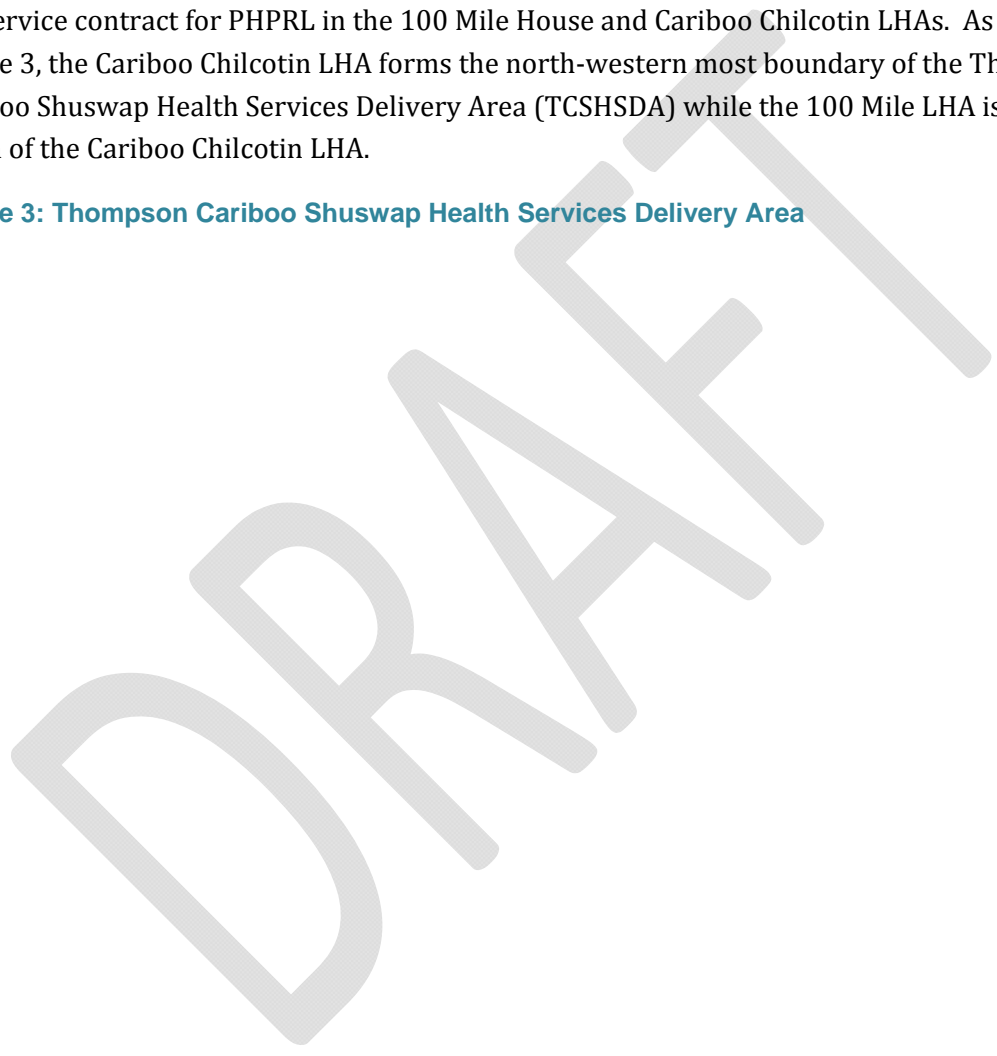 ervice contract for PHPRL in the 100 Mile House and Cariboo Chilcotin LHAs. As
e 3, the Cariboo Chilcotin LHA forms the north-western most boundary of the Th
oo Shuswap Health Services Delivery Area (TCSHSDA) while the 100 Mile LHA is
of the Cariboo Chilcotin LHA.
e 3: Thompson Cariboo Shuswap Health Services Delivery Area
DRAFT